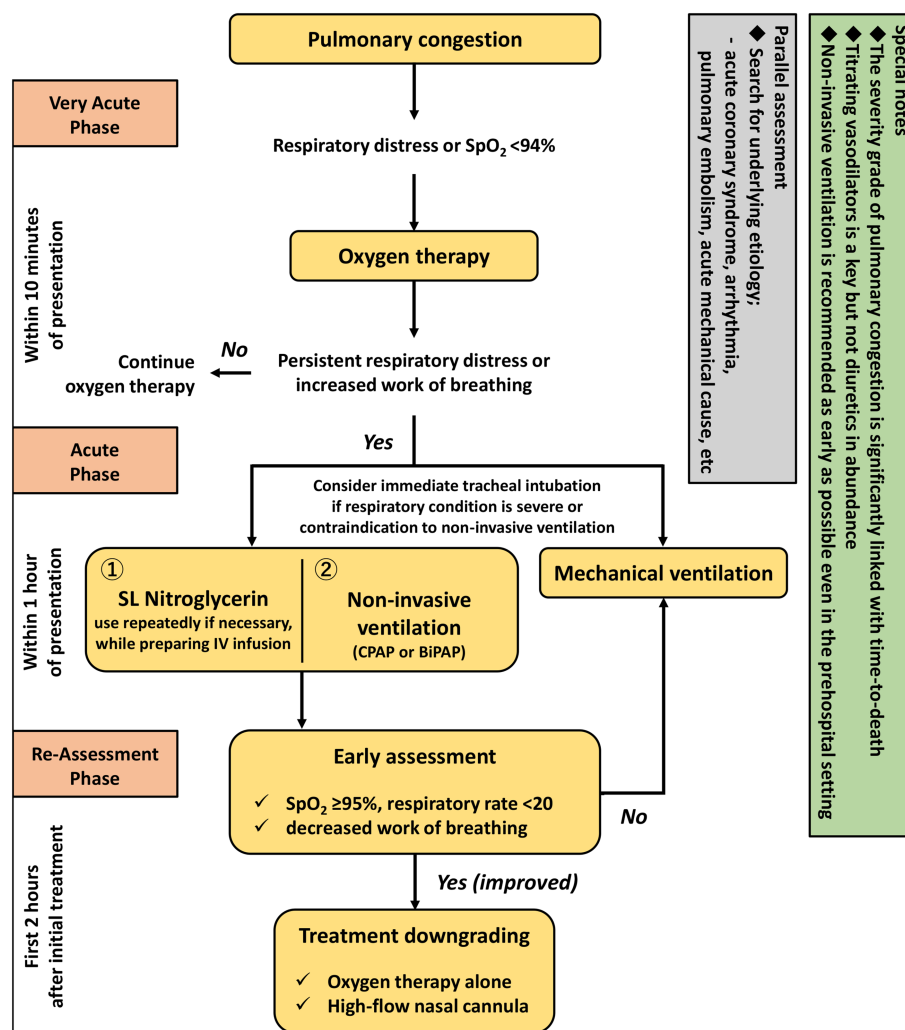 Pulmonary congestion
Very Acute
Phase
Respiratory distress or SpO₂ <94%
Within 10 minutes
of presentation
Oxygen therapy
Persistent respiratory distress or
increased work of breathing
No
Continue
oxygen therapy
Yes
Acute
Phase
Consider immediate tracheal intubation
if respiratory condition is severe or
contraindication to non-invasive ventilation
Within 1 hour
of presentation
①
SL Nitroglycerin
use repeatedly if necessary,
while preparing IV infusion
②
Non-invasive
ventilation
(CPAP or BiPAP)
Mechanical ventilation
Re-Assessment
Phase
Early assessment
✓ SpO₂ ≥95%, respiratory rate <20
✓ decreased work of breathing
No
Yes (improved)
First 2 hours
after initial treatment
Treatment downgrading
✓ Oxygen therapy alone
✓ High-flow nasal cannula
Parallel assessment
◆ Search for underlying etiology;
- acute coronary syndrome, arrhythmia,
pulmonary embolism, acute mechanical cause, etc
Special notes
◆ The severity grade of pulmonary congestion is significantly linked with time-to-death
◆ Titrating vasodilators is a key but not diuretics in abundance
◆ Non-invasive ventilation is recommended as early as possible even in the prehospital setting